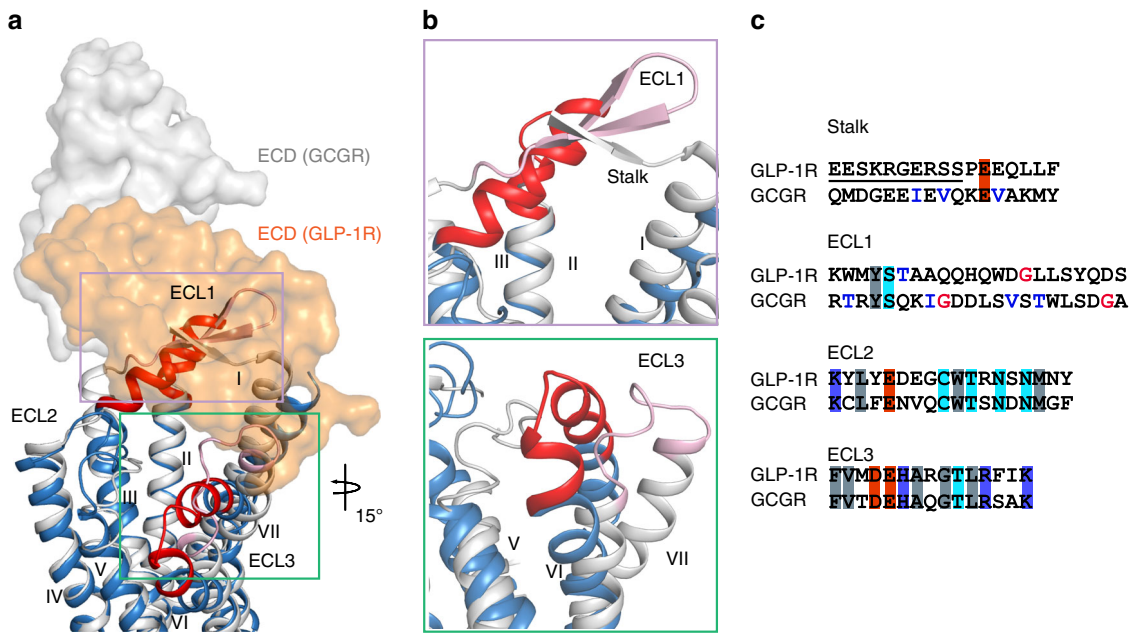 a
ECD (GCGR)
ECD (GLP-1R)
ECL1
I
ECL2
II
III
VII
15°
ECL3
V
IV
VI
b
ECL1
Stalk
III
II
I
ECL3
V
VI
VII
c
Stalk
GLP-1R EESKRGERSSPEEQLLF
GCGR QMDGEEIEVQKEVAKMY
ECL1
GLP-1R KWMYSTAAQQHQWDGLLSYQDS
GCGR RTRYSQKIGDDLSVSTWLSDGA
ECL2
GLP-1R KYLYEDEGCWTRNSNMNY
GCGR KCLFENVQCWTSNDNMGF
ECL3
GLP-1R FVMDEHARGTLRFIK
GCGR FVTDEHAQGTLRSAK